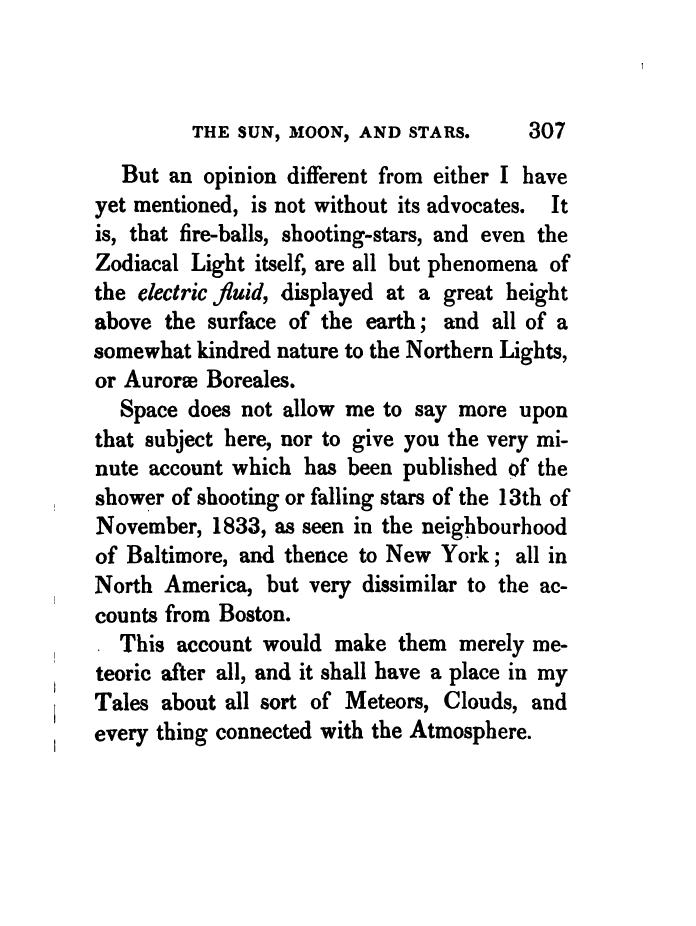 THE SUN, MOON, AND STARS. 307
But an opinion different from either I have
yet mentioned, is not without its advocates. It
is, that fire-balls, shooting-stars, and even the
Zodiacal Light itself, are all but phenomena of
the electric fluid, displayed at a great height
above the surface of the earth; and all of a
somewhat kindred nature to the Northern Lights,
or Auroræ Boreales.
Space does not allow me to say more upon
that subject here, nor to give you the very mi-
nute account which has been published of the
shower of shooting or falling stars of the 13th of
November, 1833, as seen in the neighbourhood
of Baltimore, and thence to New York; all in
North America, but very dissimilar to the ac-
counts from Boston.
This account would make them merely me-
teoric after all, and it shall have a place in my
Tales about all sort of Meteors, Clouds, and
every thing connected with the Atmosphere.